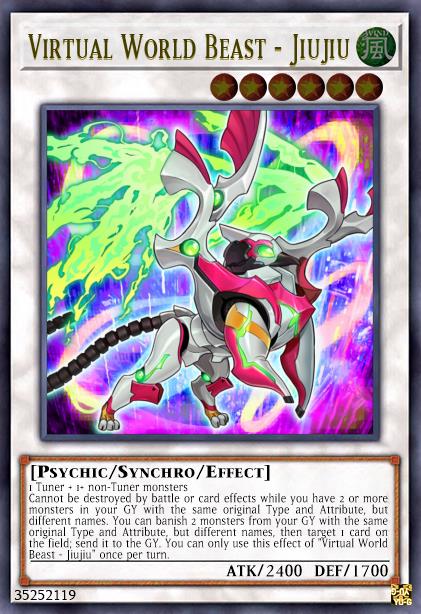 VIRTUAL WORLD BEAST - JIUJIU
WIND
風
[PSYCHIC/SYNCHRO/EFFECT]
1 Tuner + 1+ non-Tuner monsters
Cannot be destroyed by battle or card effects while you have 2 or more
monsters in your GY with the same original Type and Attribute, but
different names. You can banish 2 monsters from your GY with the same
original Type and Attribute, but different names, then target 1 card on
the field; send it to the GY. You can only use this effect of "Virtual World
Beast - Jiujiu" once per turn.
ATK/2400 DEF/1700
35252119